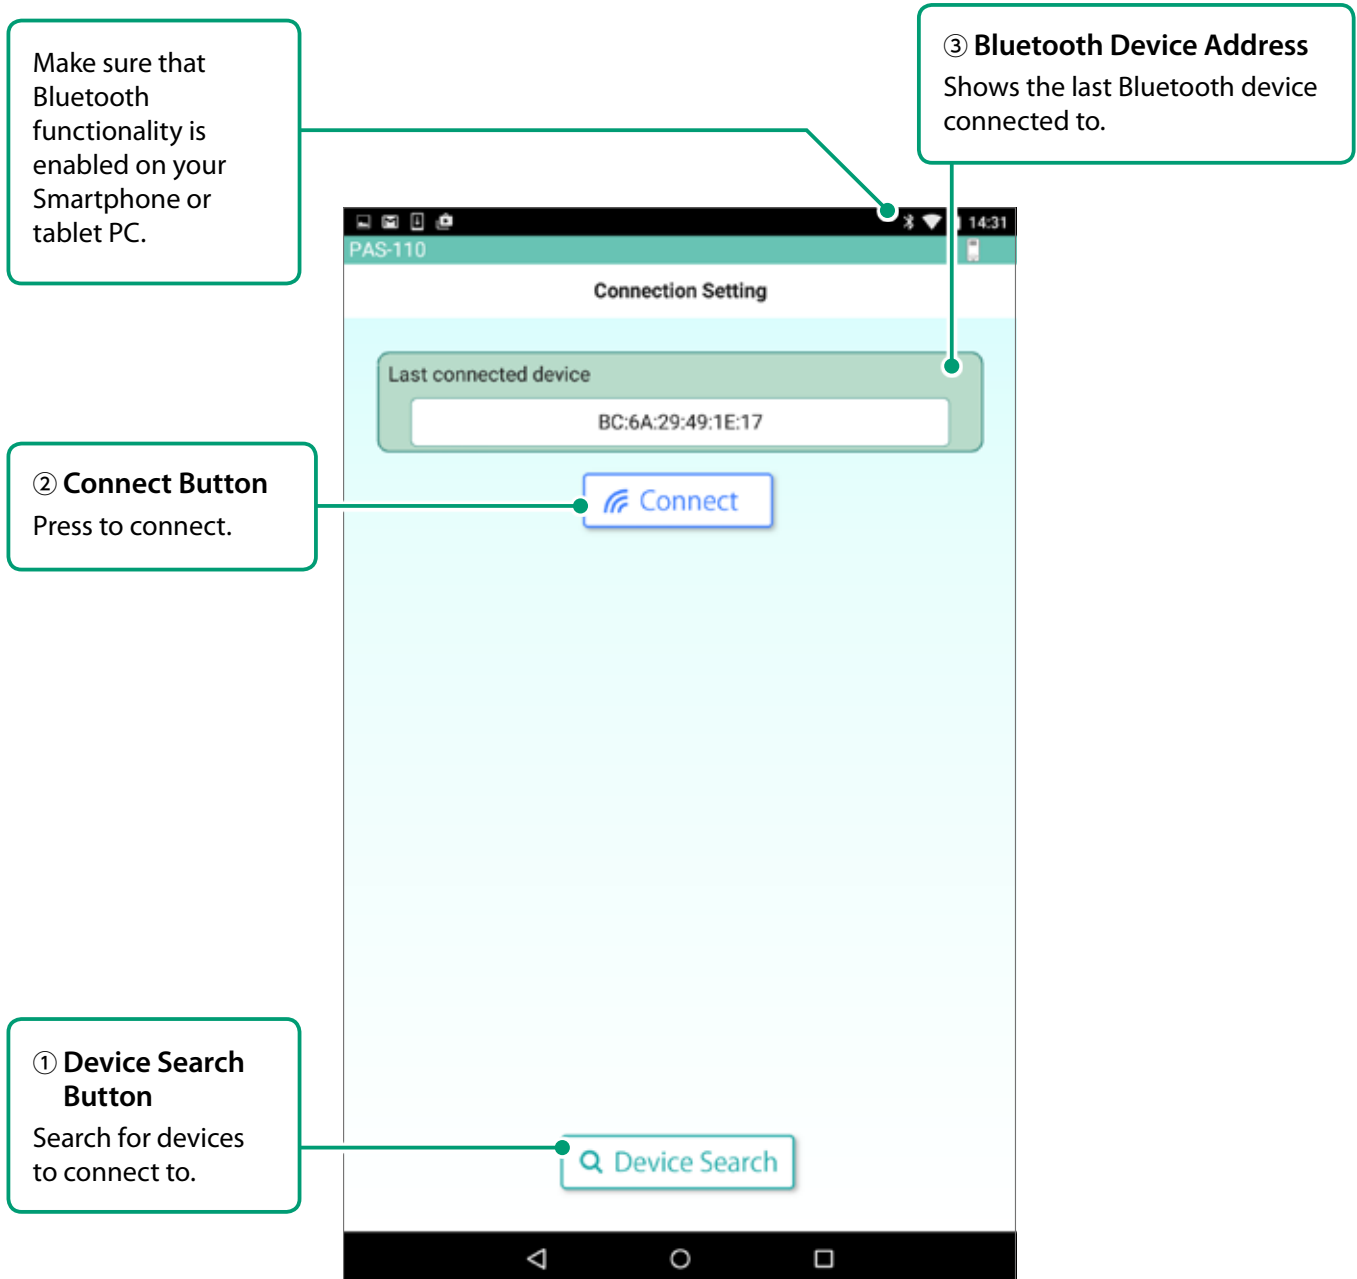 Make sure that
Bluetooth
functionality is
enabled on your
Smartphone or
tablet PC.
③ Bluetooth Device Address
Shows the last Bluetooth device
connected to.
14:31
PAS-110
Connection Setting
Last connected device
BC:6A:29:49:1E:17
② Connect Button
Press to connect.
Connect
① Device Search
Button
Search for devices
to connect to.
Device Search